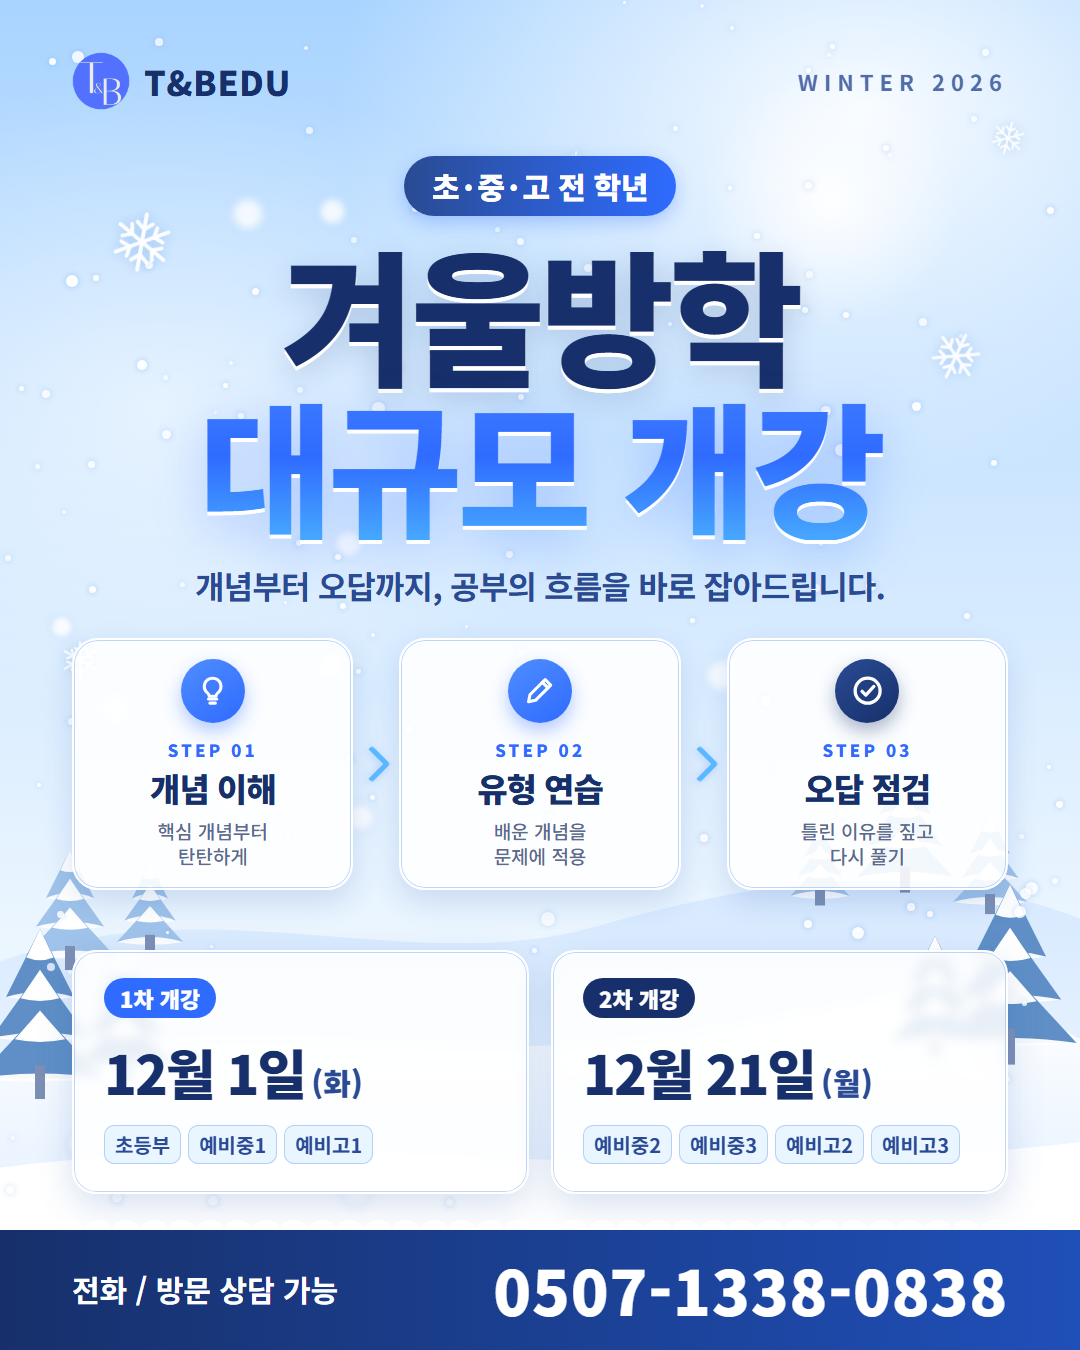 T&B
T&BEDU
WINTER 2026
초·중·고 전 학년
겨울방학
대규모 개강
개념부터 오답까지, 공부의 흐름을 바로 잡아드립니다.
STEP 01
개념 이해
핵심 개념부터
탄탄하게
STEP 02
유형 연습
배운 개념을
문제에 적용
STEP 03
오답 점검
틀린 이유를 짚고
다시 풀기
1차 개강
12월 1일 (화)
초등부 예비중1 예비고1
2차 개강
12월 21일 (월)
예비중2 예비중3 예비고2 예비고3
전화 / 방문 상담 가능
0507-1338-0838